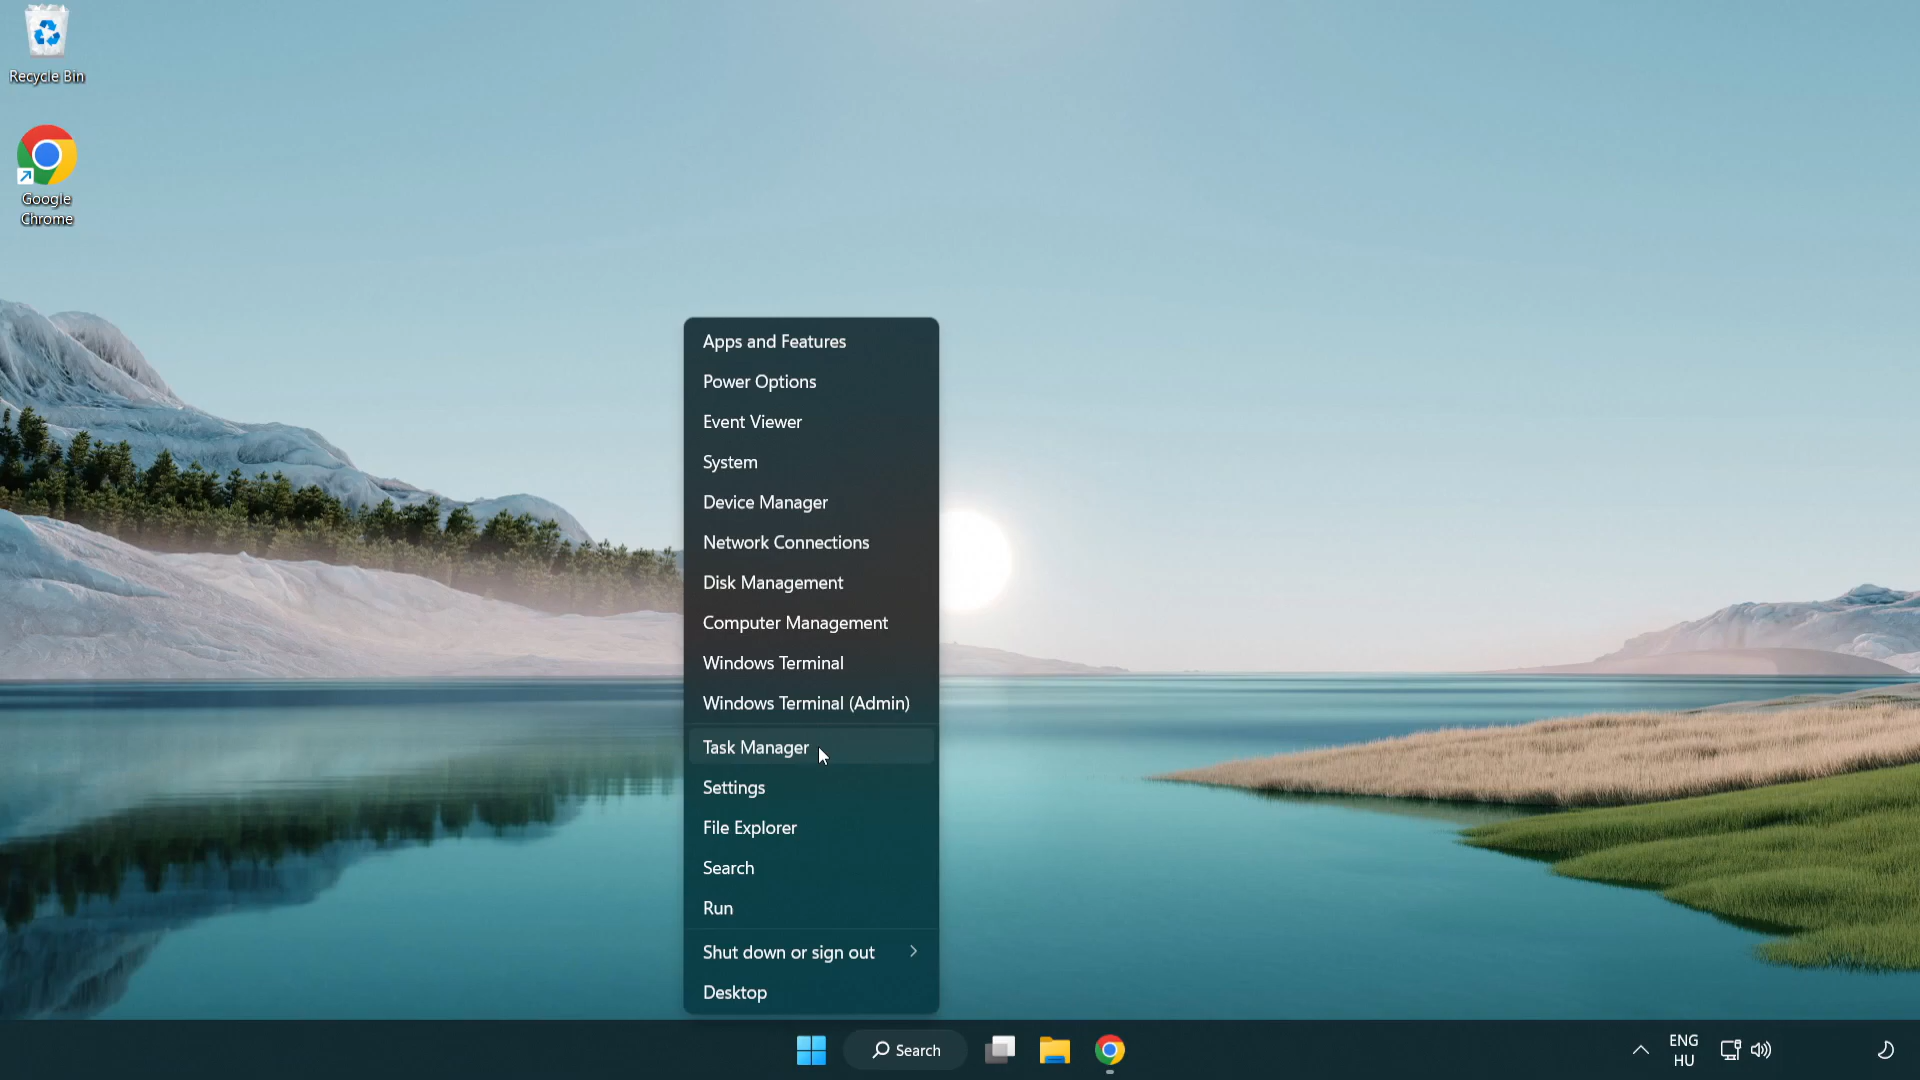 Recycle Bin
Google
Chrome
Apps and Features
Power Options
Event Viewer
System
Device Manager
Network Connections
Disk Management
Computer Management
Windows Terminal
Windows Terminal (Admin)
Task Manager
Settings
File Explorer
Search
Run
Shut down or sign out
Desktop
Search
ENG
HU